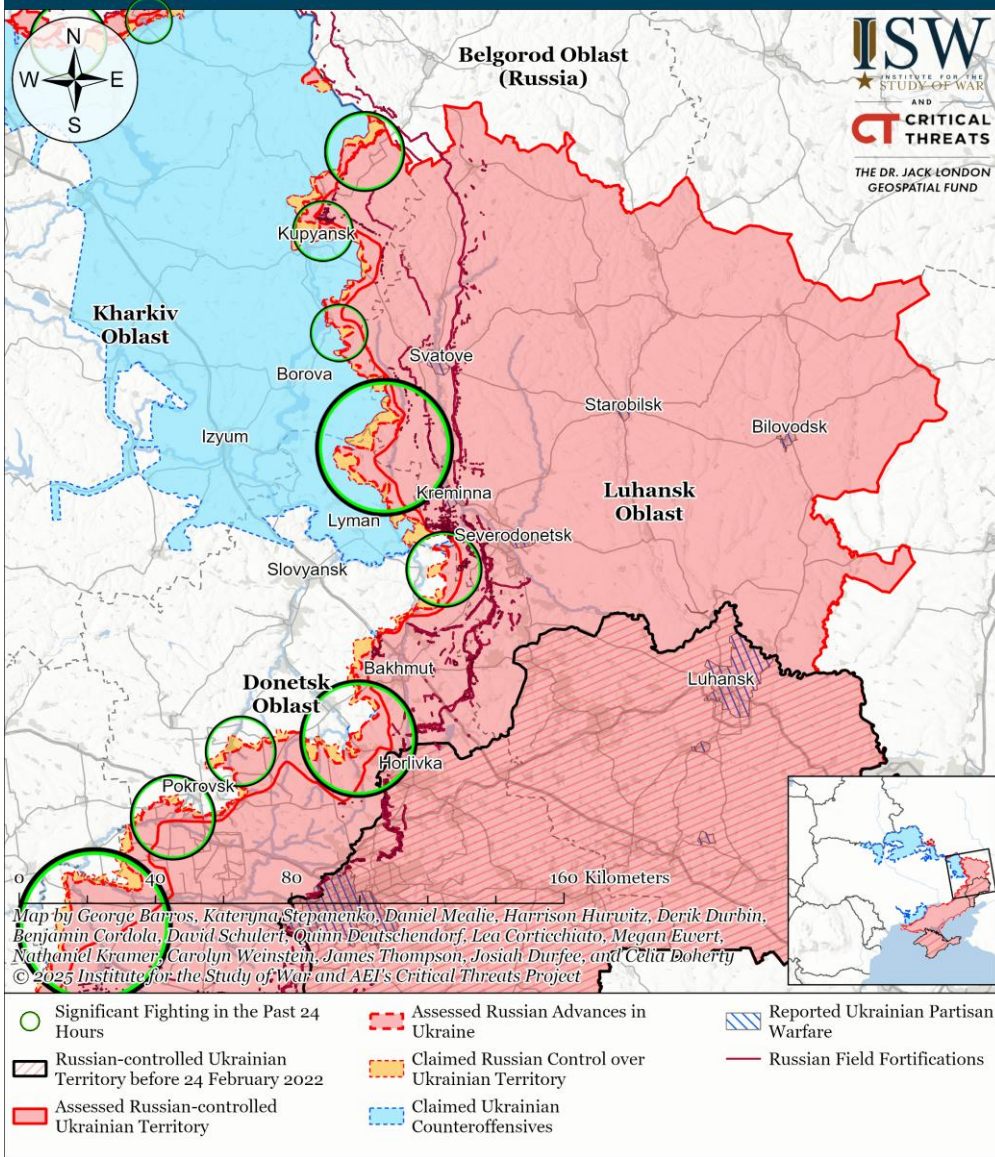 N
W E
S
Belgorod Oblast
(Russia)
ISW
INSTITUTE FOR THE
STUDY OF WAR
AND
CT CRITICAL
THREATS
THE DR. JACK LONDON
GEOSPATIAL FUND
Kupyansk
Kharkiv
Oblast
Svatove
Borova
Starobilsk
Bilovodsk
Izyum
Kreminna
Luhansk
Oblast
Lyman
Severodonetsk
Slovyansk
Bakhmut
Luhansk
Donetsk
Oblast
Horlivka
Pokrovsk
0 40 80 160 Kilometers
Map by George Barros, Kateryna Stepanenko, Daniel Mealie, Harrison Hurwitz, Derik Durbin,
Benjamin Cordola, David Schulert, Quinn Deutschendorf, Lea Corticchiato, Megan Ewert,
Nathaniel Kramer, Carolyn Weinstein, James Thompson, Josiah Durfee, and Celia Doherty
© 2025 Institute for the Study of War and AEI's Critical Threats Project
Significant Fighting in the Past 24
Hours
Russian-controlled Ukrainian
Territory before 24 February 2022
Assessed Russian-controlled
Ukrainian Territory
Assessed Russian Advances in
Ukraine
Claimed Russian Control over
Ukrainian Territory
Claimed Ukrainian
Counteroffensives
Reported Ukrainian Partisan
Warfare
Russian Field Fortifications